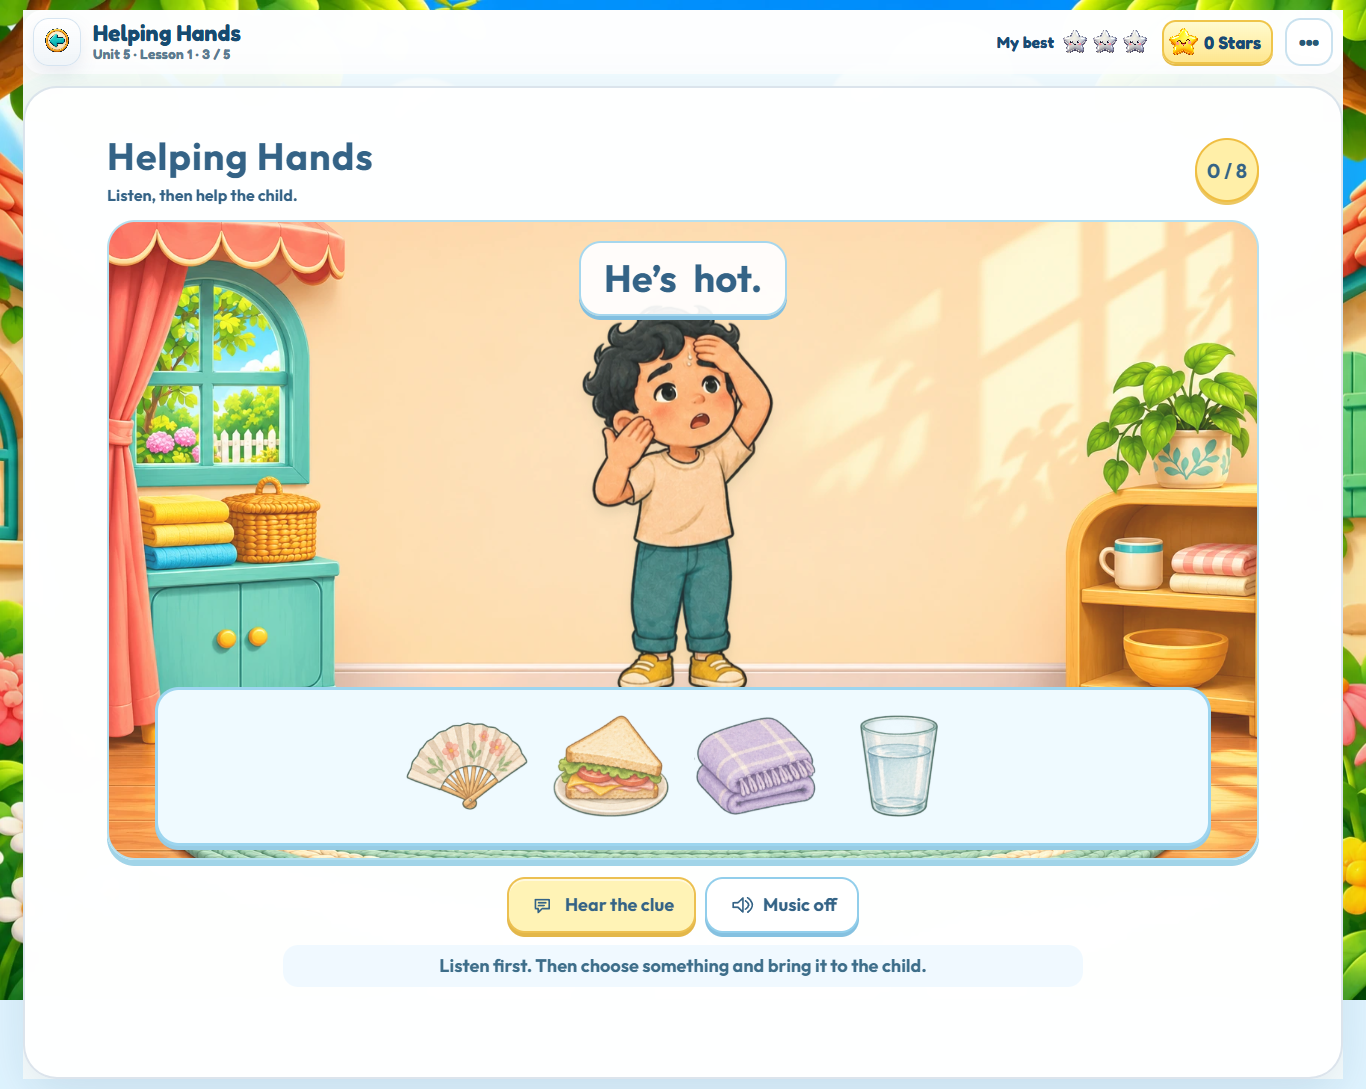 Helping Hands
Unit 5 · Lesson 1 · 3 / 5
My best
0 Stars
Helping Hands
Listen, then help the child.
0 / 8
He's hot.
Hear the clue
Music off
Listen first. Then choose something and bring it to the child.